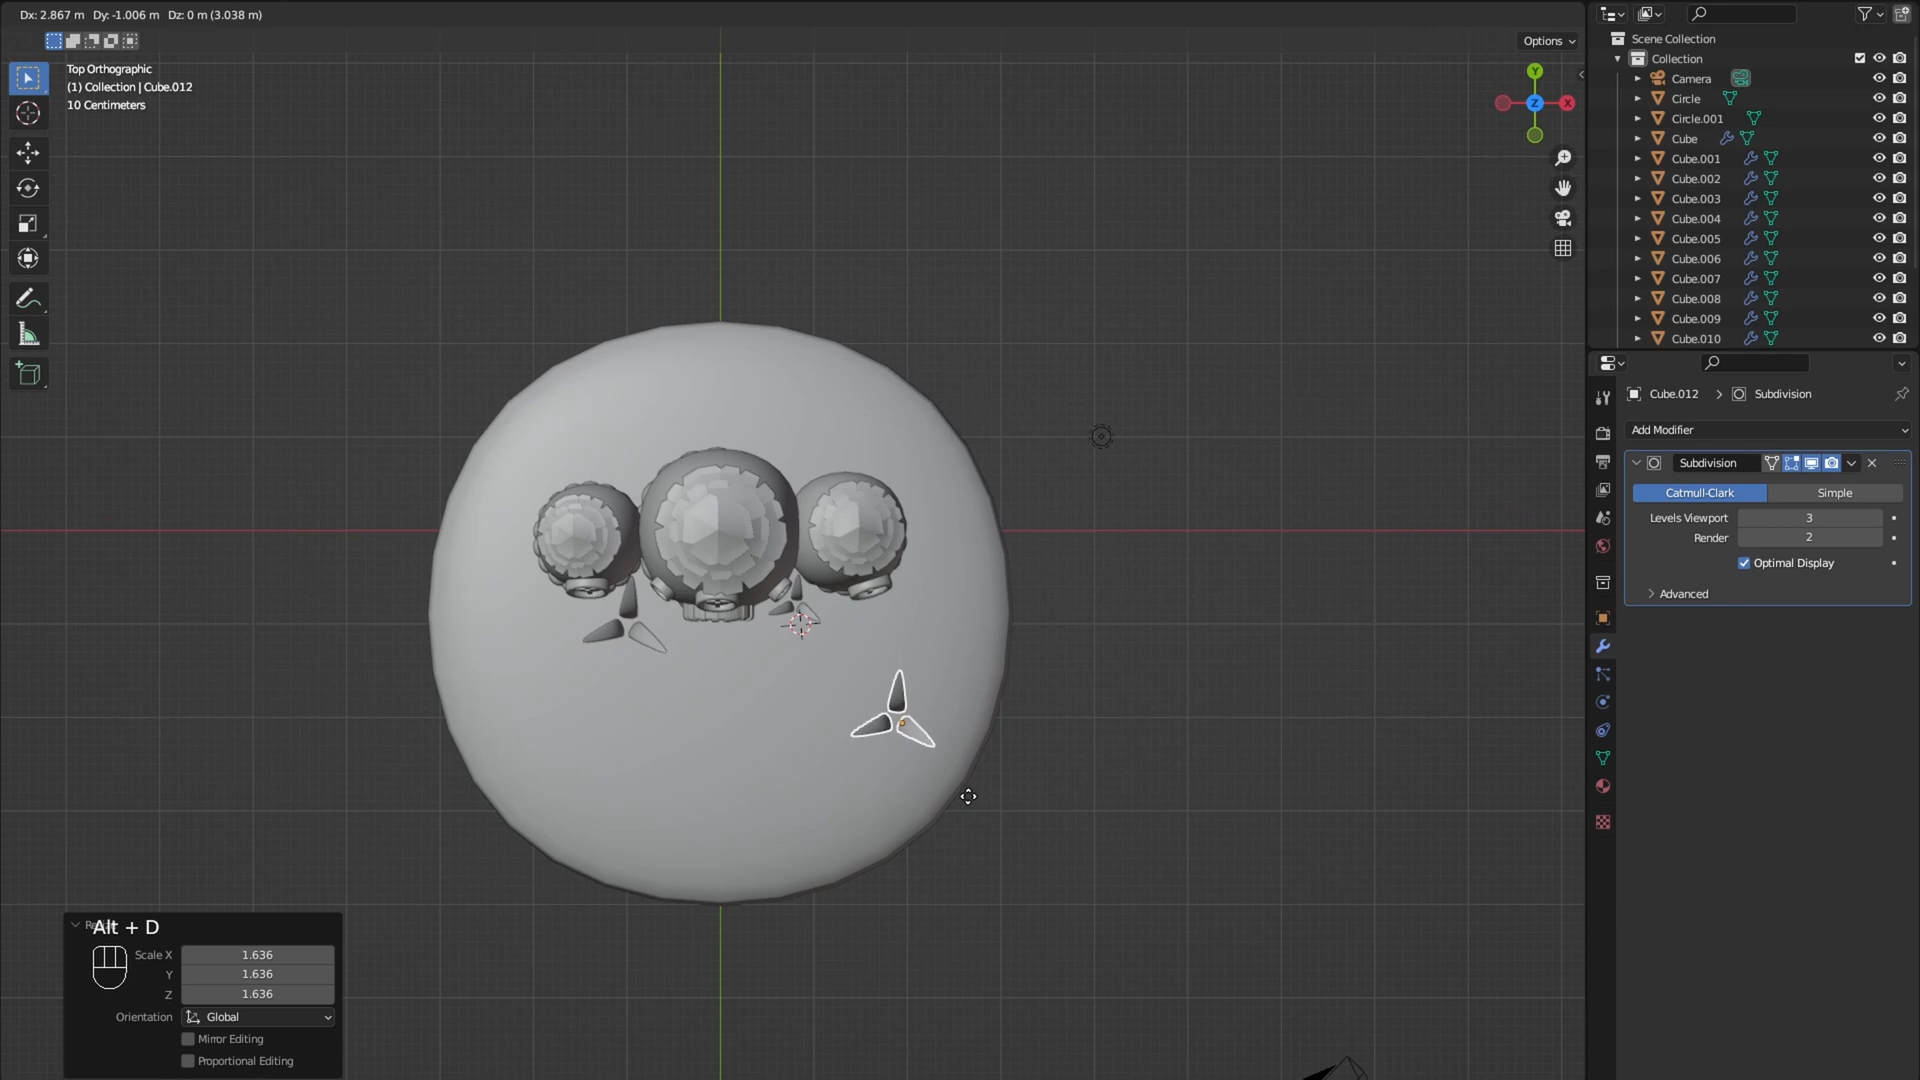 Dx: 2.867 m Dy: -1.006 m Dz: 0 m (3.038 m)
Options
Top Orthographic
(1) Collection | Cube.012
10 Centimeters
Y
Z
X
Scene Collection
Collection
Camera
Circle
Circle.001
Cube
Cube.001
Cube.002
Cube.003
Cube.004
Cube.005
Cube.006
Cube.007
Cube.008
Cube.009
Cube.010
Cube.012 > Subdivision
Add Modifier
Subdivision
Catmull-Clark Simple
Levels Viewport 3
Render 2
Optimal Display
Advanced
Alt + D
Scale X 1.636
Y 1.636
Z 1.636
Orientation Global
Mirror Editing
Proportional Editing